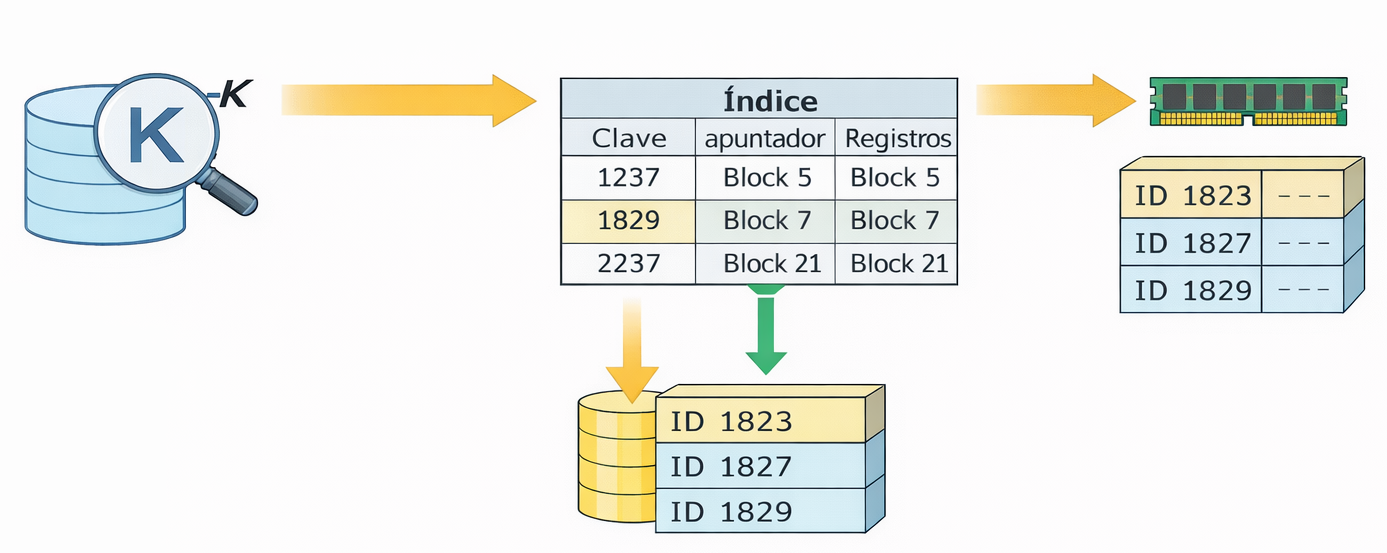 K
-K
Índice
Clave apuntador Registros
1237 Block 5 Block 5
1829 Block 7 Block 7
2237 Block 21 Block 21
ID 1823 ---
ID 1827 ---
ID 1829 ---
ID 1823
ID 1827
ID 1829